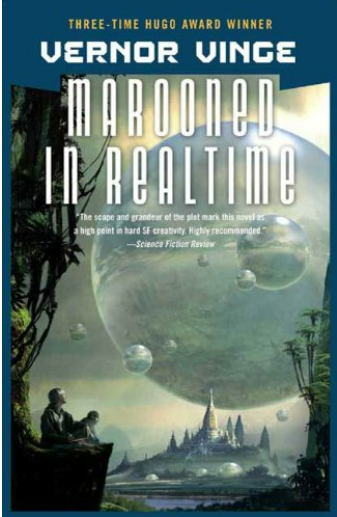 THREE-TIME HUGO AWARD WINNER
VERNOR VINGE
MAROONED
IN REALTIME
"The scope and grandeur of the plot mark this novel as
a high point in hard SF creativity. Highly recommended."
—Science Fiction Review